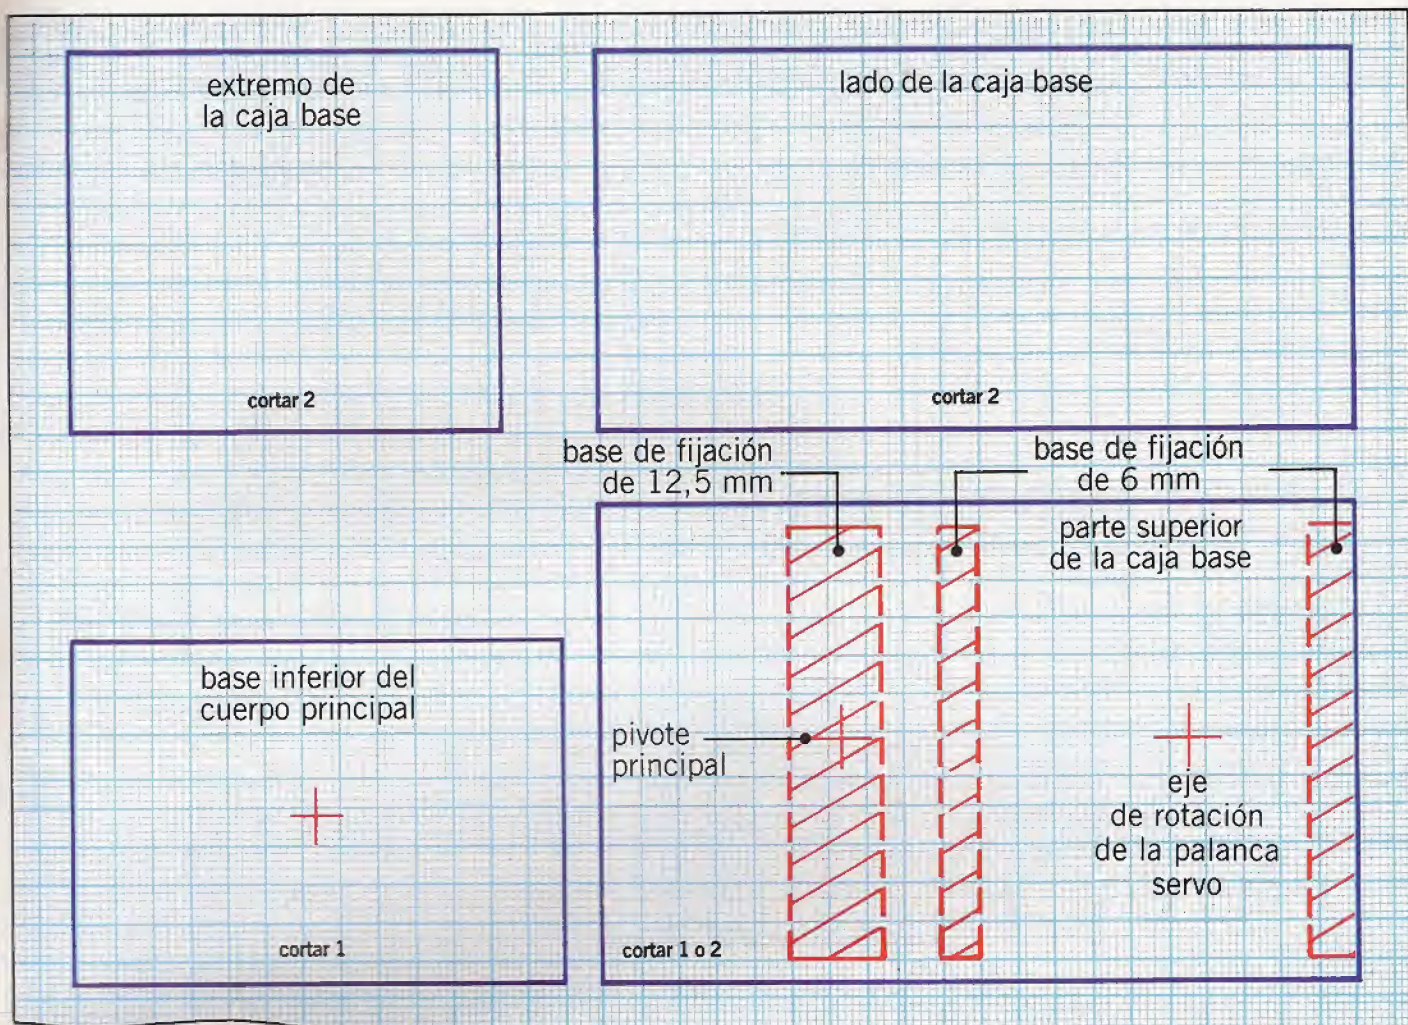 extremo de
la caja base
cortar 2
lado de la caja base
cortar 2
base de fijación
de 12,5 mm
base de fijación
de 6 mm
parte superior
de la caja base
base inferior del
cuerpo principal
cortar 1
pivote
principal
eje
de rotación
de la palanca
servo
cortar 1 o 2